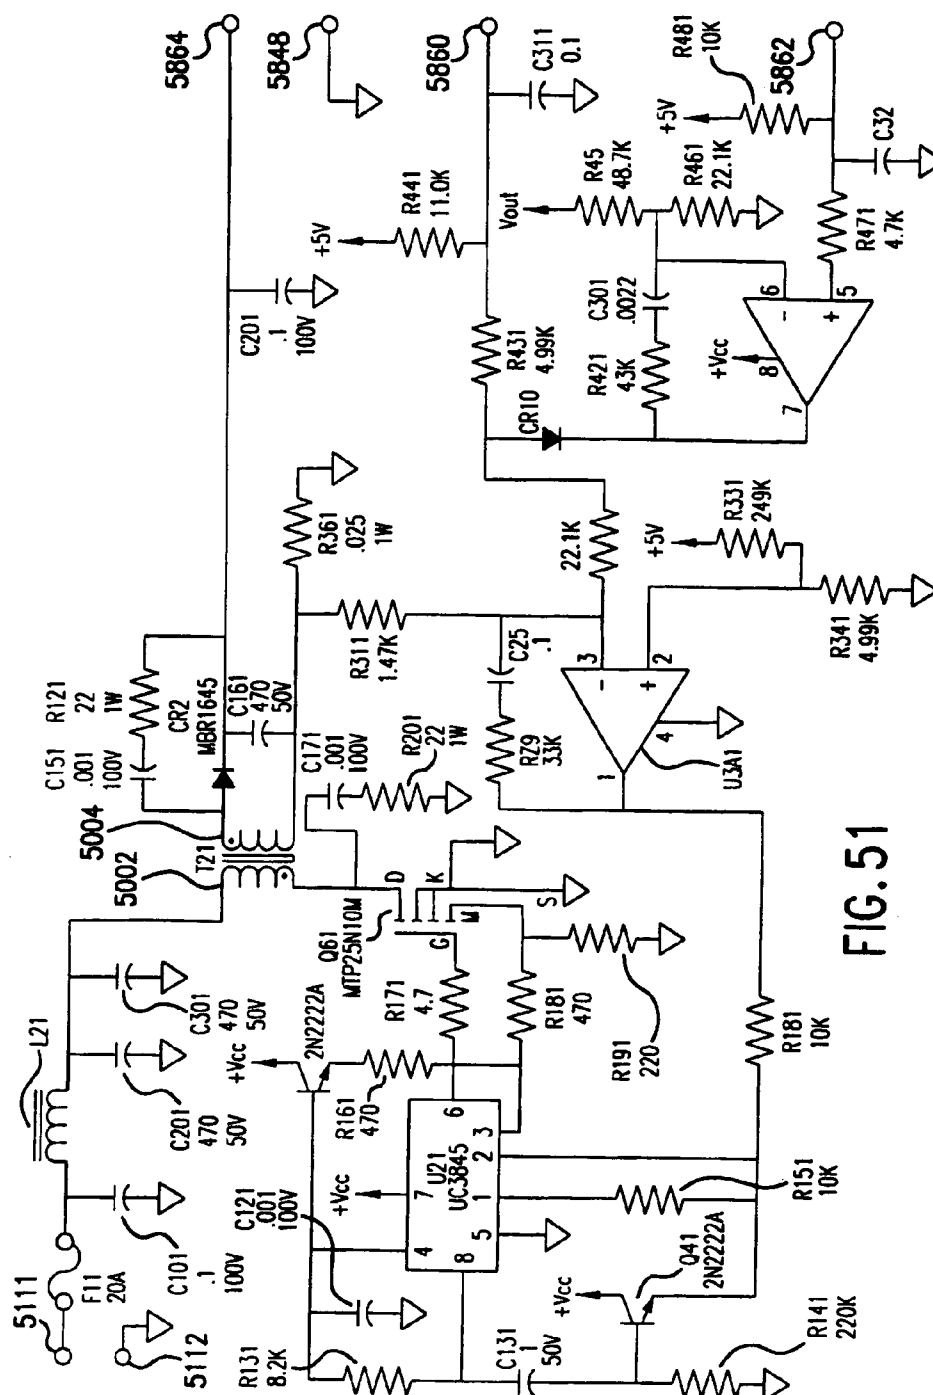 5111
F11
20A
5112
C101
.1
100V
L21
C201
470
50V
C301
470
50V
5002
5004
T21
C151
.001
100V
R121
22
1W
CR2
MBR1645
C161
470
50V
C201
.1
100V
5864
5848
5860
C311
0.1
+5V
R441
11.0K
R361
.025
1W
R311
1.47K
C171
.001
100V
R201
22
1W
D
K
S
M
G
Q61
MTP25N10M
R171
4.7
R181
470
R191
220
+Vcc
2N2222A
R161
470
R131
8.2K
C121
.001
100V
+Vcc
7
6
4
U21
UC3845
8
5
1
2
3
C131
1
50V
+Vcc
Q41
2N2222A
R141
220K
R151
10K
R181
10K
RZ9
33K
C25
.1
1
3
-
+
2
4
U3A1
22.1K
+5V
R331
249K
R341
4.99K
R431
4.99K
CR10
Vout
R45
48.7K
R461
22.1K
C301
.0022
R421
43K
+Vcc
8
7
6
-
+
5
R471
4.7K
C32
+5V
R481
10K
5862
FIG. 51